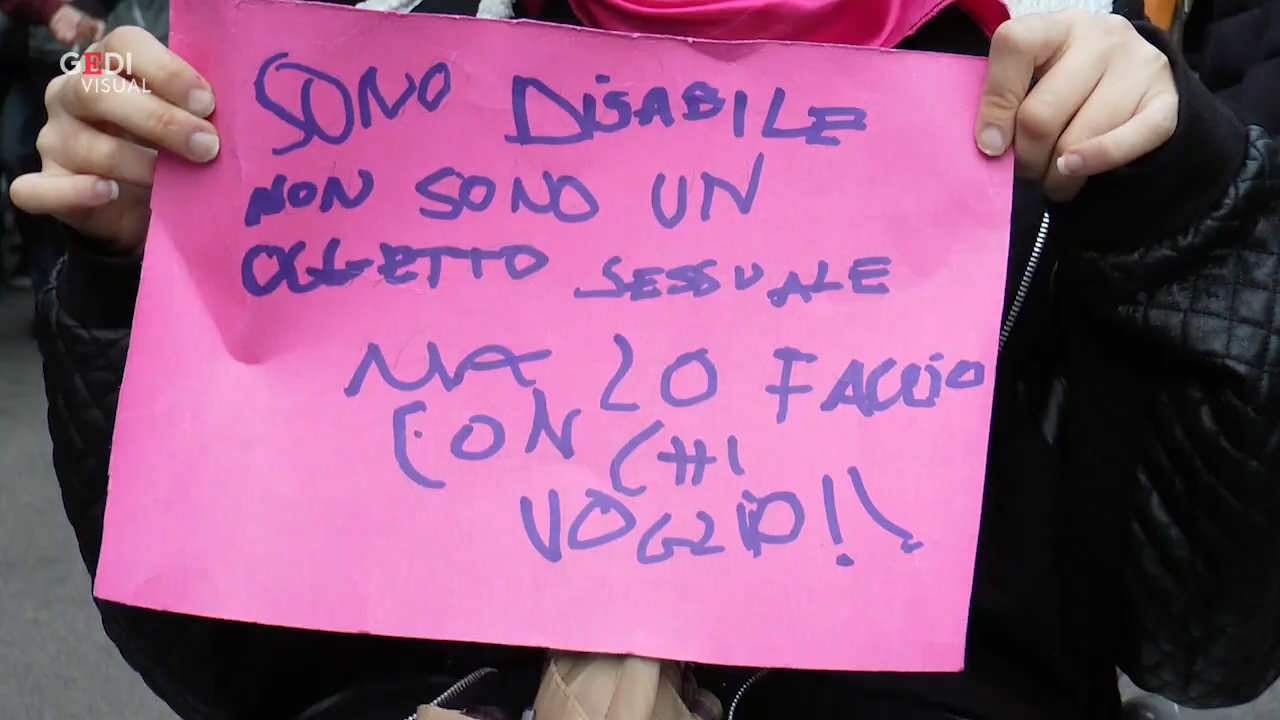 GEDI
VISUAL
SONO DISABILE
NON SONO UN
OGGETTO SESSUALE
MA LO FACCIO
CON CHI
VOGLIO!!